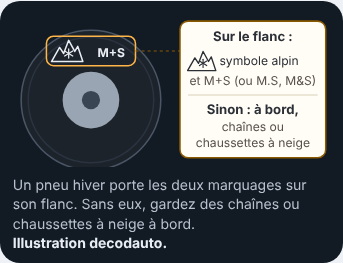 M+S
Sur le flanc :
symbole alpin
et M+S (ou M.S, M&S)
Sinon : à bord,
chaînes ou
chaussettes à neige
Un pneu hiver porte les deux marquages sur
son flanc. Sans eux, gardez des chaînes ou
chaussettes à neige à bord.
Illustration decodauto.